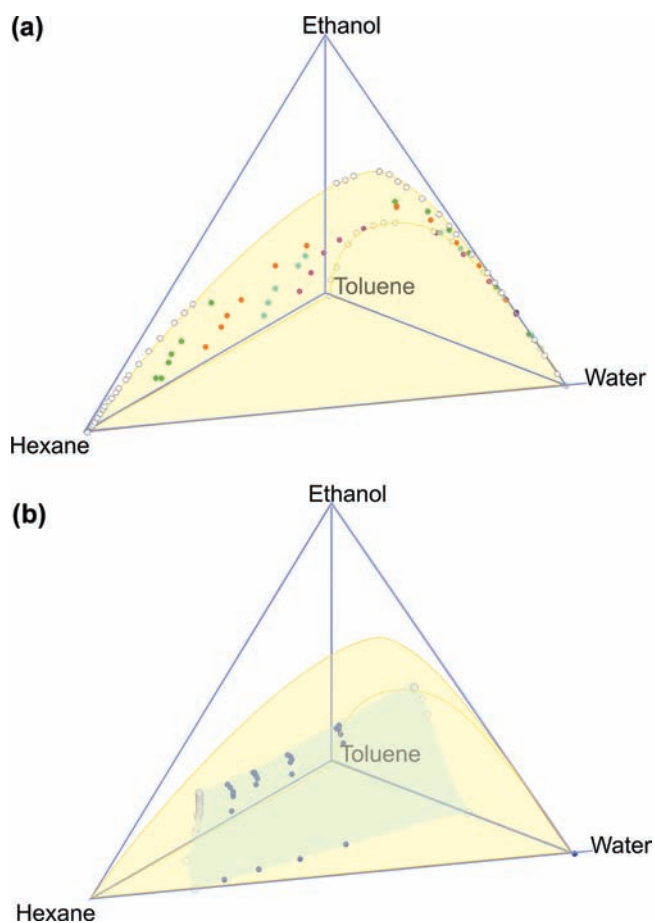 (a)
Ethanol
Toluene
Water
Hexane
(b)
Ethanol
Toluene
Water
Hexane